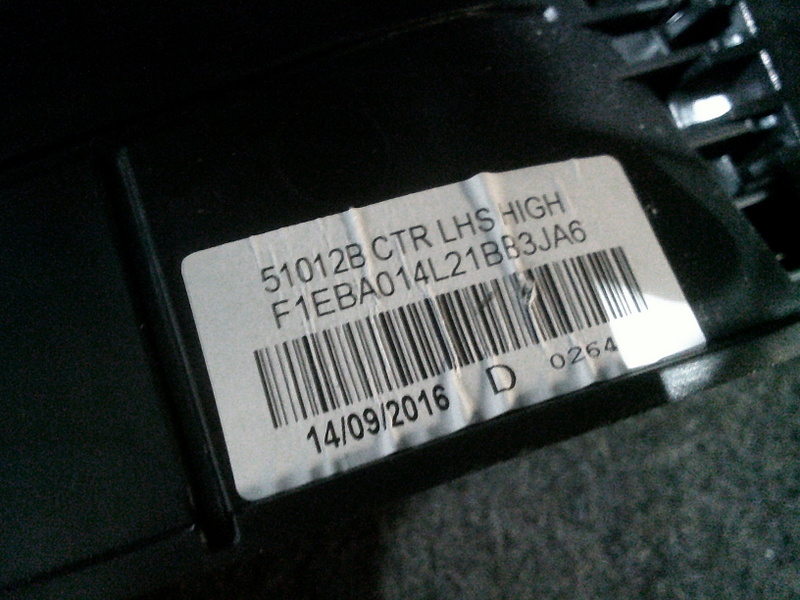 51012B CTR LHS HIGH
F1EBA014L21BB3JA6
14/09/2016 D 0264